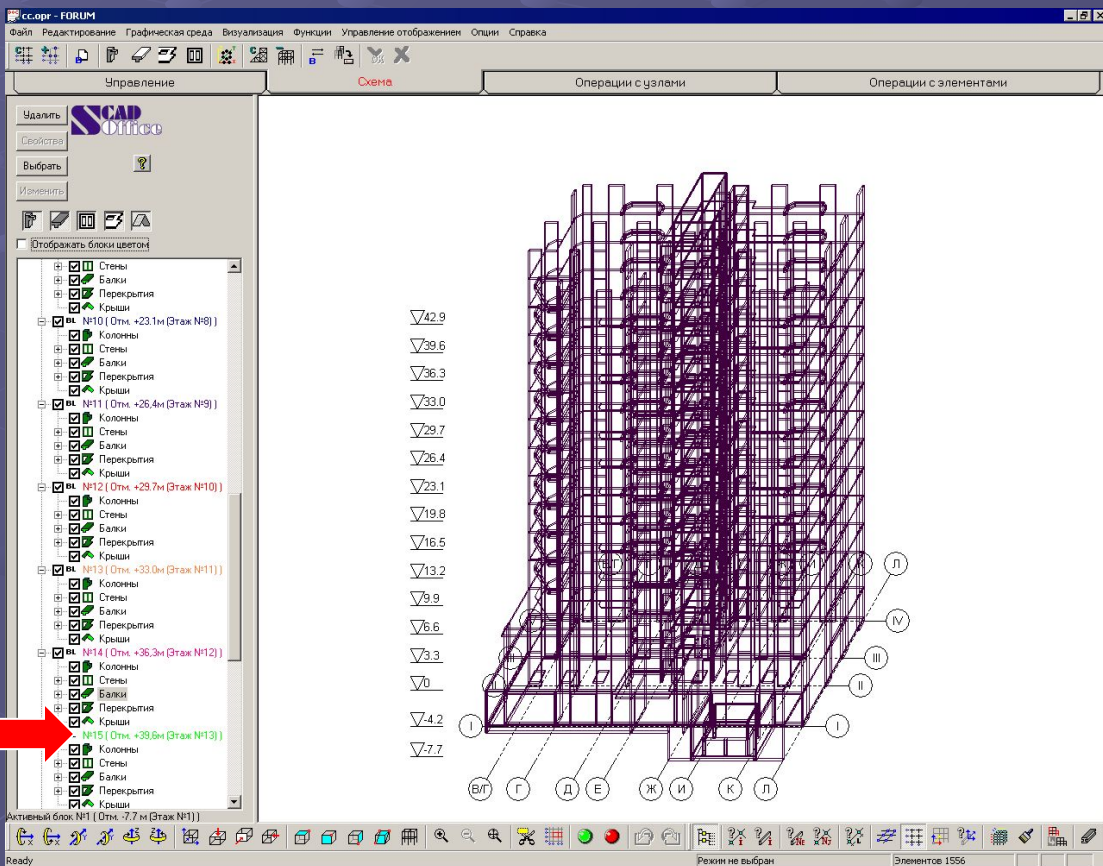 cc.opr - FORUM
Файл Редактирование Графическая среда Визуализация Функции Управление отображением Опции Справка
Управление
Схема
Операции с узлами
Операции с элементами
Удалить
SCAD Office
Свойства
Выбрать
?
Изменить
Отображать блоки цветом
Стены
Балки
Перекрытия
Крыши
BL №10 ( Отм. +23.1м (Этаж №8) )
Колонны
Стены
Балки
Перекрытия
Крыши
BL №11 ( Отм. +26,4м (Этаж №9) )
Колонны
Стены
Балки
Перекрытия
Крыши
BL №12 ( Отм. +29.7м (Этаж №10) )
Колонны
Стены
Балки
Перекрытия
Крыши
BL №13 ( Отм. +33.0м (Этаж №11) )
Колонны
Стены
Балки
Перекрытия
Крыши
BL №14 ( Отм. +36,3м (Этаж №12) )
Колонны
Стены
Балки
Перекрытия
Крыши
№15 ( Отм. +39,6м (Этаж №13) )
Колонны
Стены
Балки
Перекрытия
Крыши
42.9
39.6
36.3
33.0
29.7
26.4
23.1
19.8
16.5
13.2
9.9
6.6
3.3
0
-4.2
-7.7
Л
IV
III
II
I
I
В/Г Г Д Е Ж И К Л
Активный блок №1 ( Отм. -7.7 м (Этаж №1) )
Ready
Режим не выбран
Элементов 1556